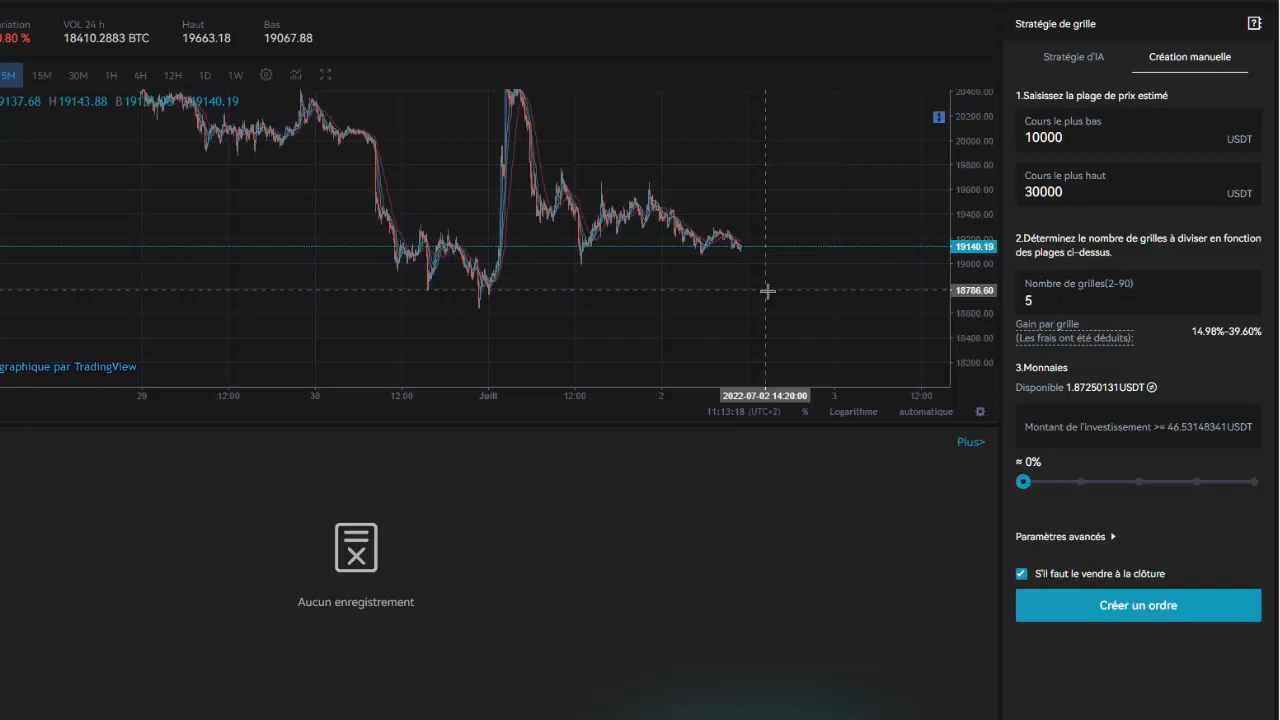 riation VOL 24 h Haut Bas
0.80 % 18410.2883 BTC 19663.18 19067.88
5M 15M 30M 1H 4H 12H 1D 1W
9137.68 H19143.88 B 19140.19
20400.00
20200.00
20000.00
19800.00
19600.00
19400.00
19200.00
19140.19
19000.00
18786.60
18600.00
18400.00
18200.00
graphique par TradingView
29 12:00 30 12:00 Juill 12:00 2 2022-07-02 14:20:00 3 12:00
11:13:18 (UTC+2) % Logarithme automatique
Plus>
Aucun enregistrement
Stratégie de grille
Stratégie d'IA Création manuelle
1.Saisissez la plage de prix estimé
Cours le plus bas
10000 USDT
Cours le plus haut
30000 USDT
2.Déterminez le nombre de grilles à diviser en fonction
des plages ci-dessus.
Nombre de grilles(2-90)
5
Gain par grille
(Les frais ont été déduits): 14.98%-39.60%
3.Monnaies
Disponible 1.87250131USDT
Montant de l'investissement >= 46.53148341USDT
≈ 0%
Paramètres avancés
S'il faut le vendre à la clôture
Créer un ordre